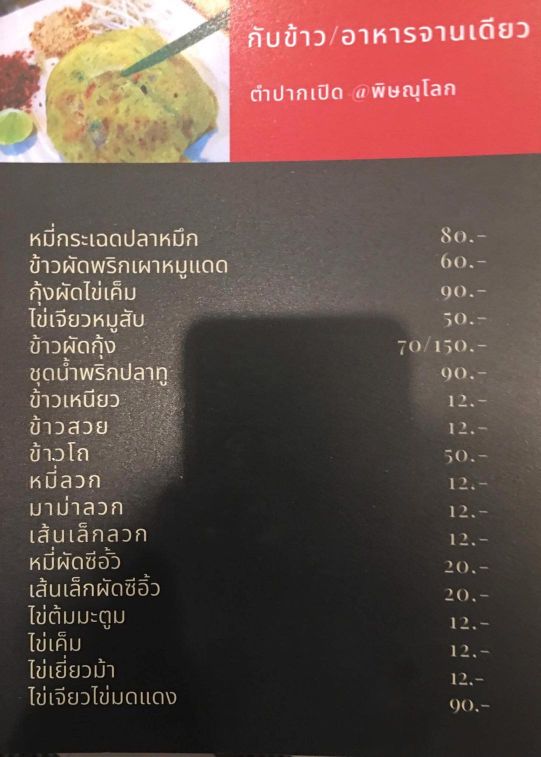 กับข้าว/อาหารจานเดียว
ตำปากเปิด @พิษณุโลก
หมี่กระเฉดปลาหมึก 80.-
ข้าวผัดพริกเผาหมูแดด 60.-
กุ้งผัดไข่เค็ม 90.-
ไข่เจียวหมูสับ 50.-
ข้าวผัดกุ้ง 70/150.-
ชุดน้ำพริกปลาทู 90.-
ข้าวเหนียว 12.-
ข้าวสวย 12.-
ข้าวโถ 50.-
หมี่ลวก 12.-
มาม่าลวก 12.-
เส้นเล็กลวก 12.-
หมี่ผัดซีอิ้ว 20.-
เส้นเล็กผัดซีอิ้ว 20.-
ไข่ต้มมะตูม 12.-
ไข่เค็ม 12.-
ไข่เยี่ยวม้า 12.-
ไข่เจียวไข่มดแดง 90.-